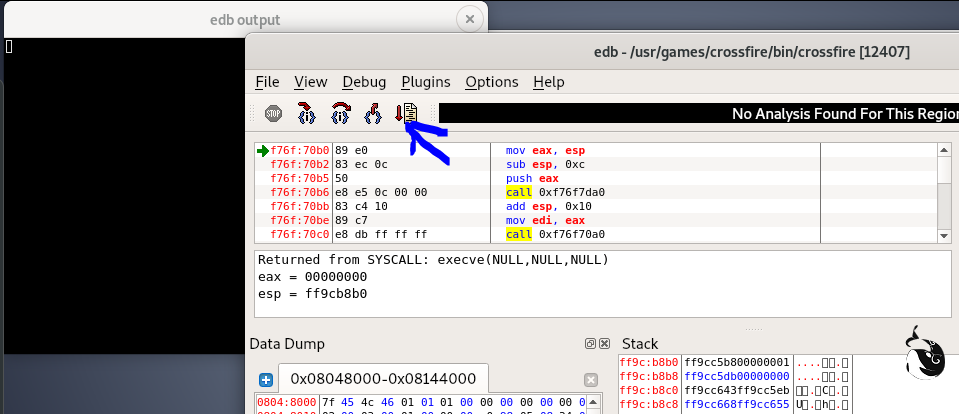 edb output
edb - /usr/games/crossfire/bin/crossfire [12407]
File View Debug Plugins Options Help
STOP
No Analysis Found For This Region
f76f:70b0 89 e0 mov eax, esp
f76f:70b2 83 ec 0c sub esp, 0xc
f76f:70b5 50 push eax
f76f:70b6 e8 e5 0c 00 00 call 0xf76f7da0
f76f:70bb 83 c4 10 add esp, 0x10
f76f:70be 89 c7 mov edi, eax
f76f:70c0 e8 db ff ff ff call 0xf76f70a0
Returned from SYSCALL: execve(NULL,NULL,NULL)
eax = 00000000
esp = ff9cb8b0
Data Dump
Stack
0x08048000-0x08144000
0804:8000 7f 45 4c 46 01 01 01 00 00 00 00 00 0
ff9c:b8b0 ff9cc5b800000001
ff9c:b8b8 ff9cc5db00000000
ff9c:b8c0 ff9cc643ff9cc5eb
ff9c:b8c8 ff9cc668ff9cc655